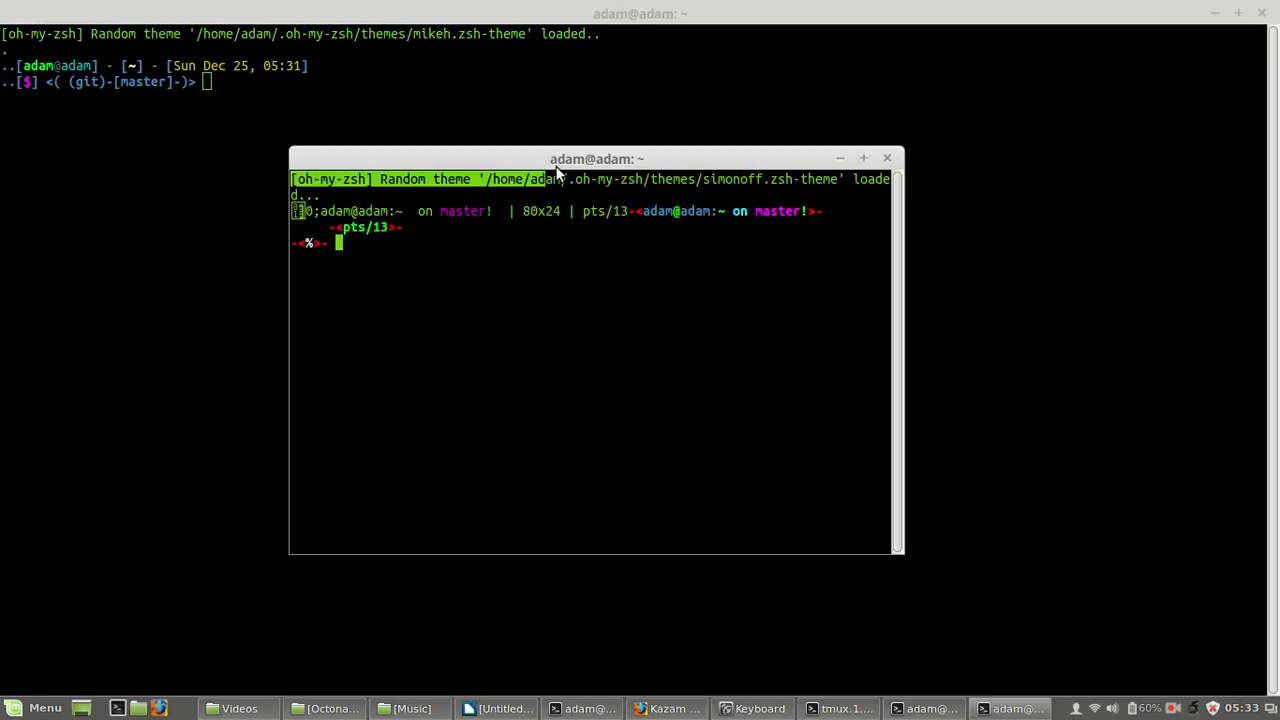 adam@adam: ~
[oh-my-zsh] Random theme '/home/adam/.oh-my-zsh/themes/mikeh.zsh-theme' loaded..
.
..[adam@adam] - [~] - [Sun Dec 25, 05:31]
..[$] <( (git)-[master]-)>
adam@adam: ~
[oh-my-zsh] Random theme '/home/adam/.oh-my-zsh/themes/simonoff.zsh-theme' loade
d...
0;adam@adam:~ on master! | 80x24 | pts/13-<adam@adam:~ on master!>-
-<pts/13>-
-<%>-
Menu Videos [Octona... [Music] [Untitled... adam@... Kazam ... Keyboard tmux.1... adam@... adam@... 60% 05:33